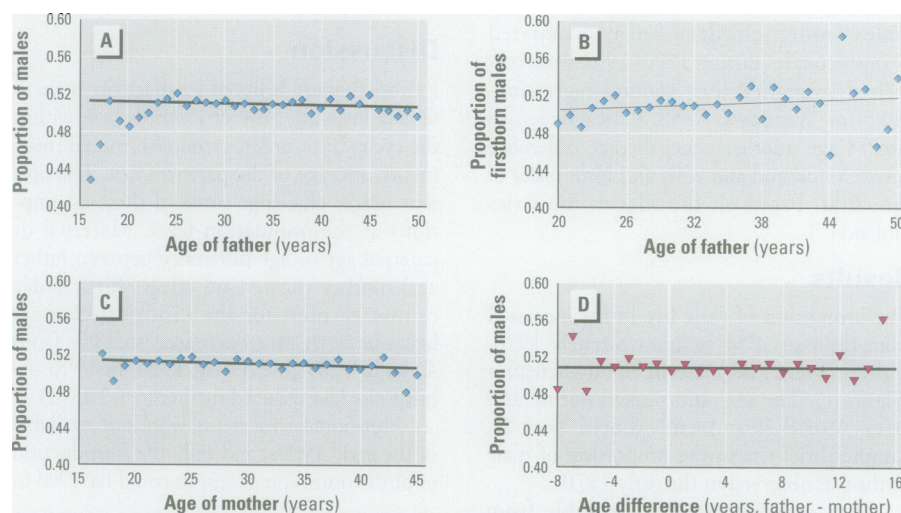 A
Proportion of males
0.60
0.56
0.52
0.48
0.44
0.40
15 20 25 30 35 40 45 50
Age of father (years)
B
Proportion of
firstborn males
0.60
0.56
0.52
0.48
0.44
0.40
20 26 32 38 44 50
Age of father (years)
C
Proportion of males
0.60
0.56
0.52
0.48
0.44
0.40
15 25 35 45
Age of mother (years)
D
Proportion of males
0.60
0.56
0.52
0.48
0.44
0.40
-8 -4 0 4 8 12 16
Age difference (years, father - mother)